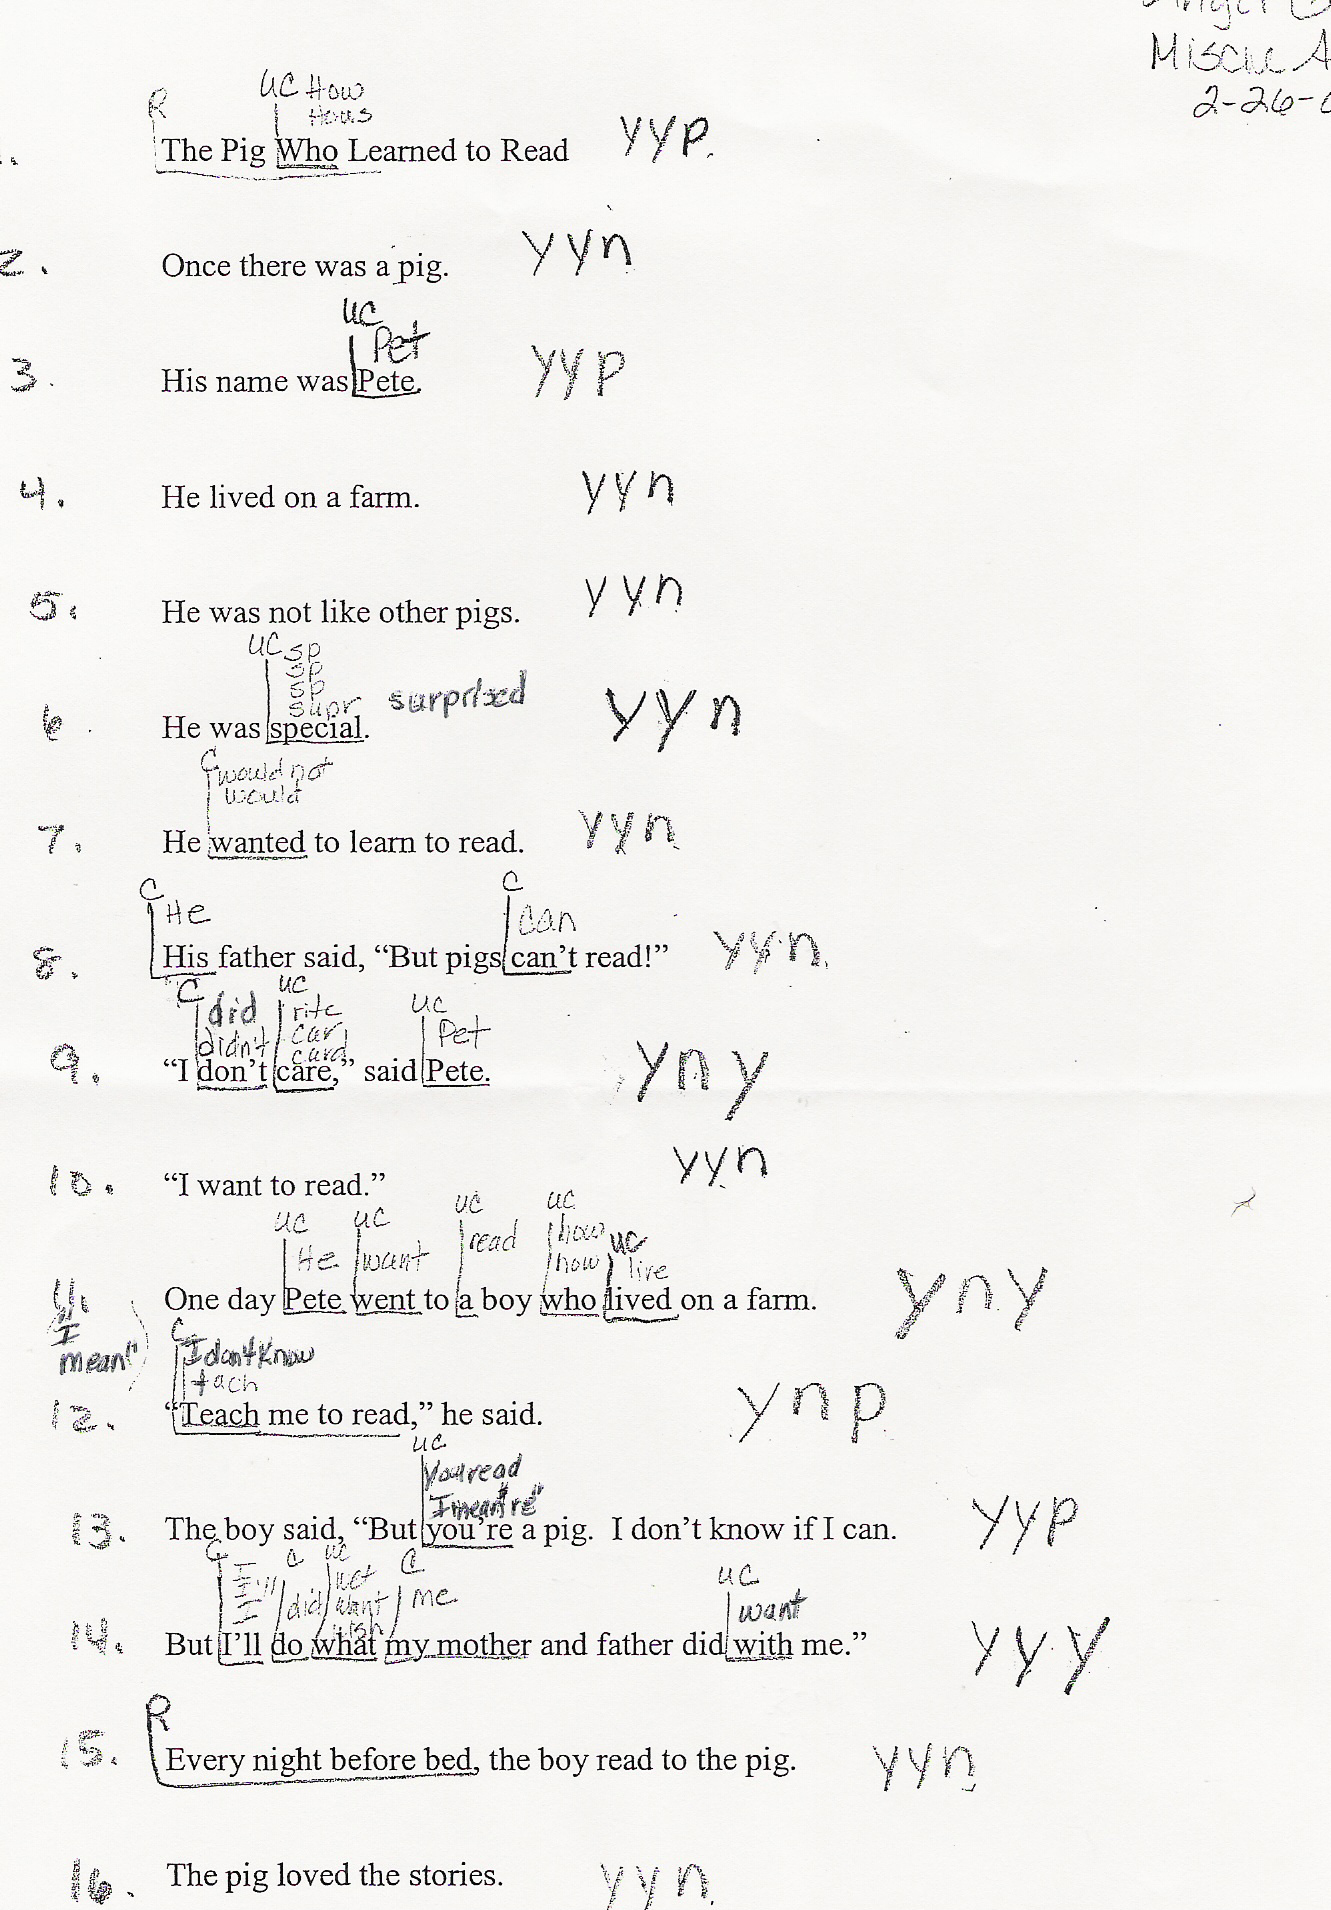 Miscue A
2-26-0
R UC How
Hous
1. The Pig Who Learned to Read yyp
2. Once there was a pig. yyn
UC
Pet
3. His name was Pete. yyp
4. He lived on a farm. yyn
5. He was not like other pigs. yyn
UC sp
sp
sp
supr surprised
6. He was special. yyn
C would not
would
7. He wanted to learn to read. yyn
C He C can
8. His father said, “But pigs can’t read!” yyn
C did UC rite UC Pet
didn't car
card
9. “I don’t care,” said Pete. yny
10. “I want to read.” yyn
UC He UC want UC read UC how UC live
how
11. One day Pete went to a boy who lived on a farm. yny
"I mean" C I don't know
tach
12. “Teach me to read,” he said. ynp
UC
You read
I mean "re"
13. The boy said, “But you’re a pig. I don’t know if I can. yyp
C I C did UC C me UC want
I'll want
I
14. But I’ll do what my mother and father did with me.” yyy
R
15. Every night before bed, the boy read to the pig. yyn
16. The pig loved the stories. yyn